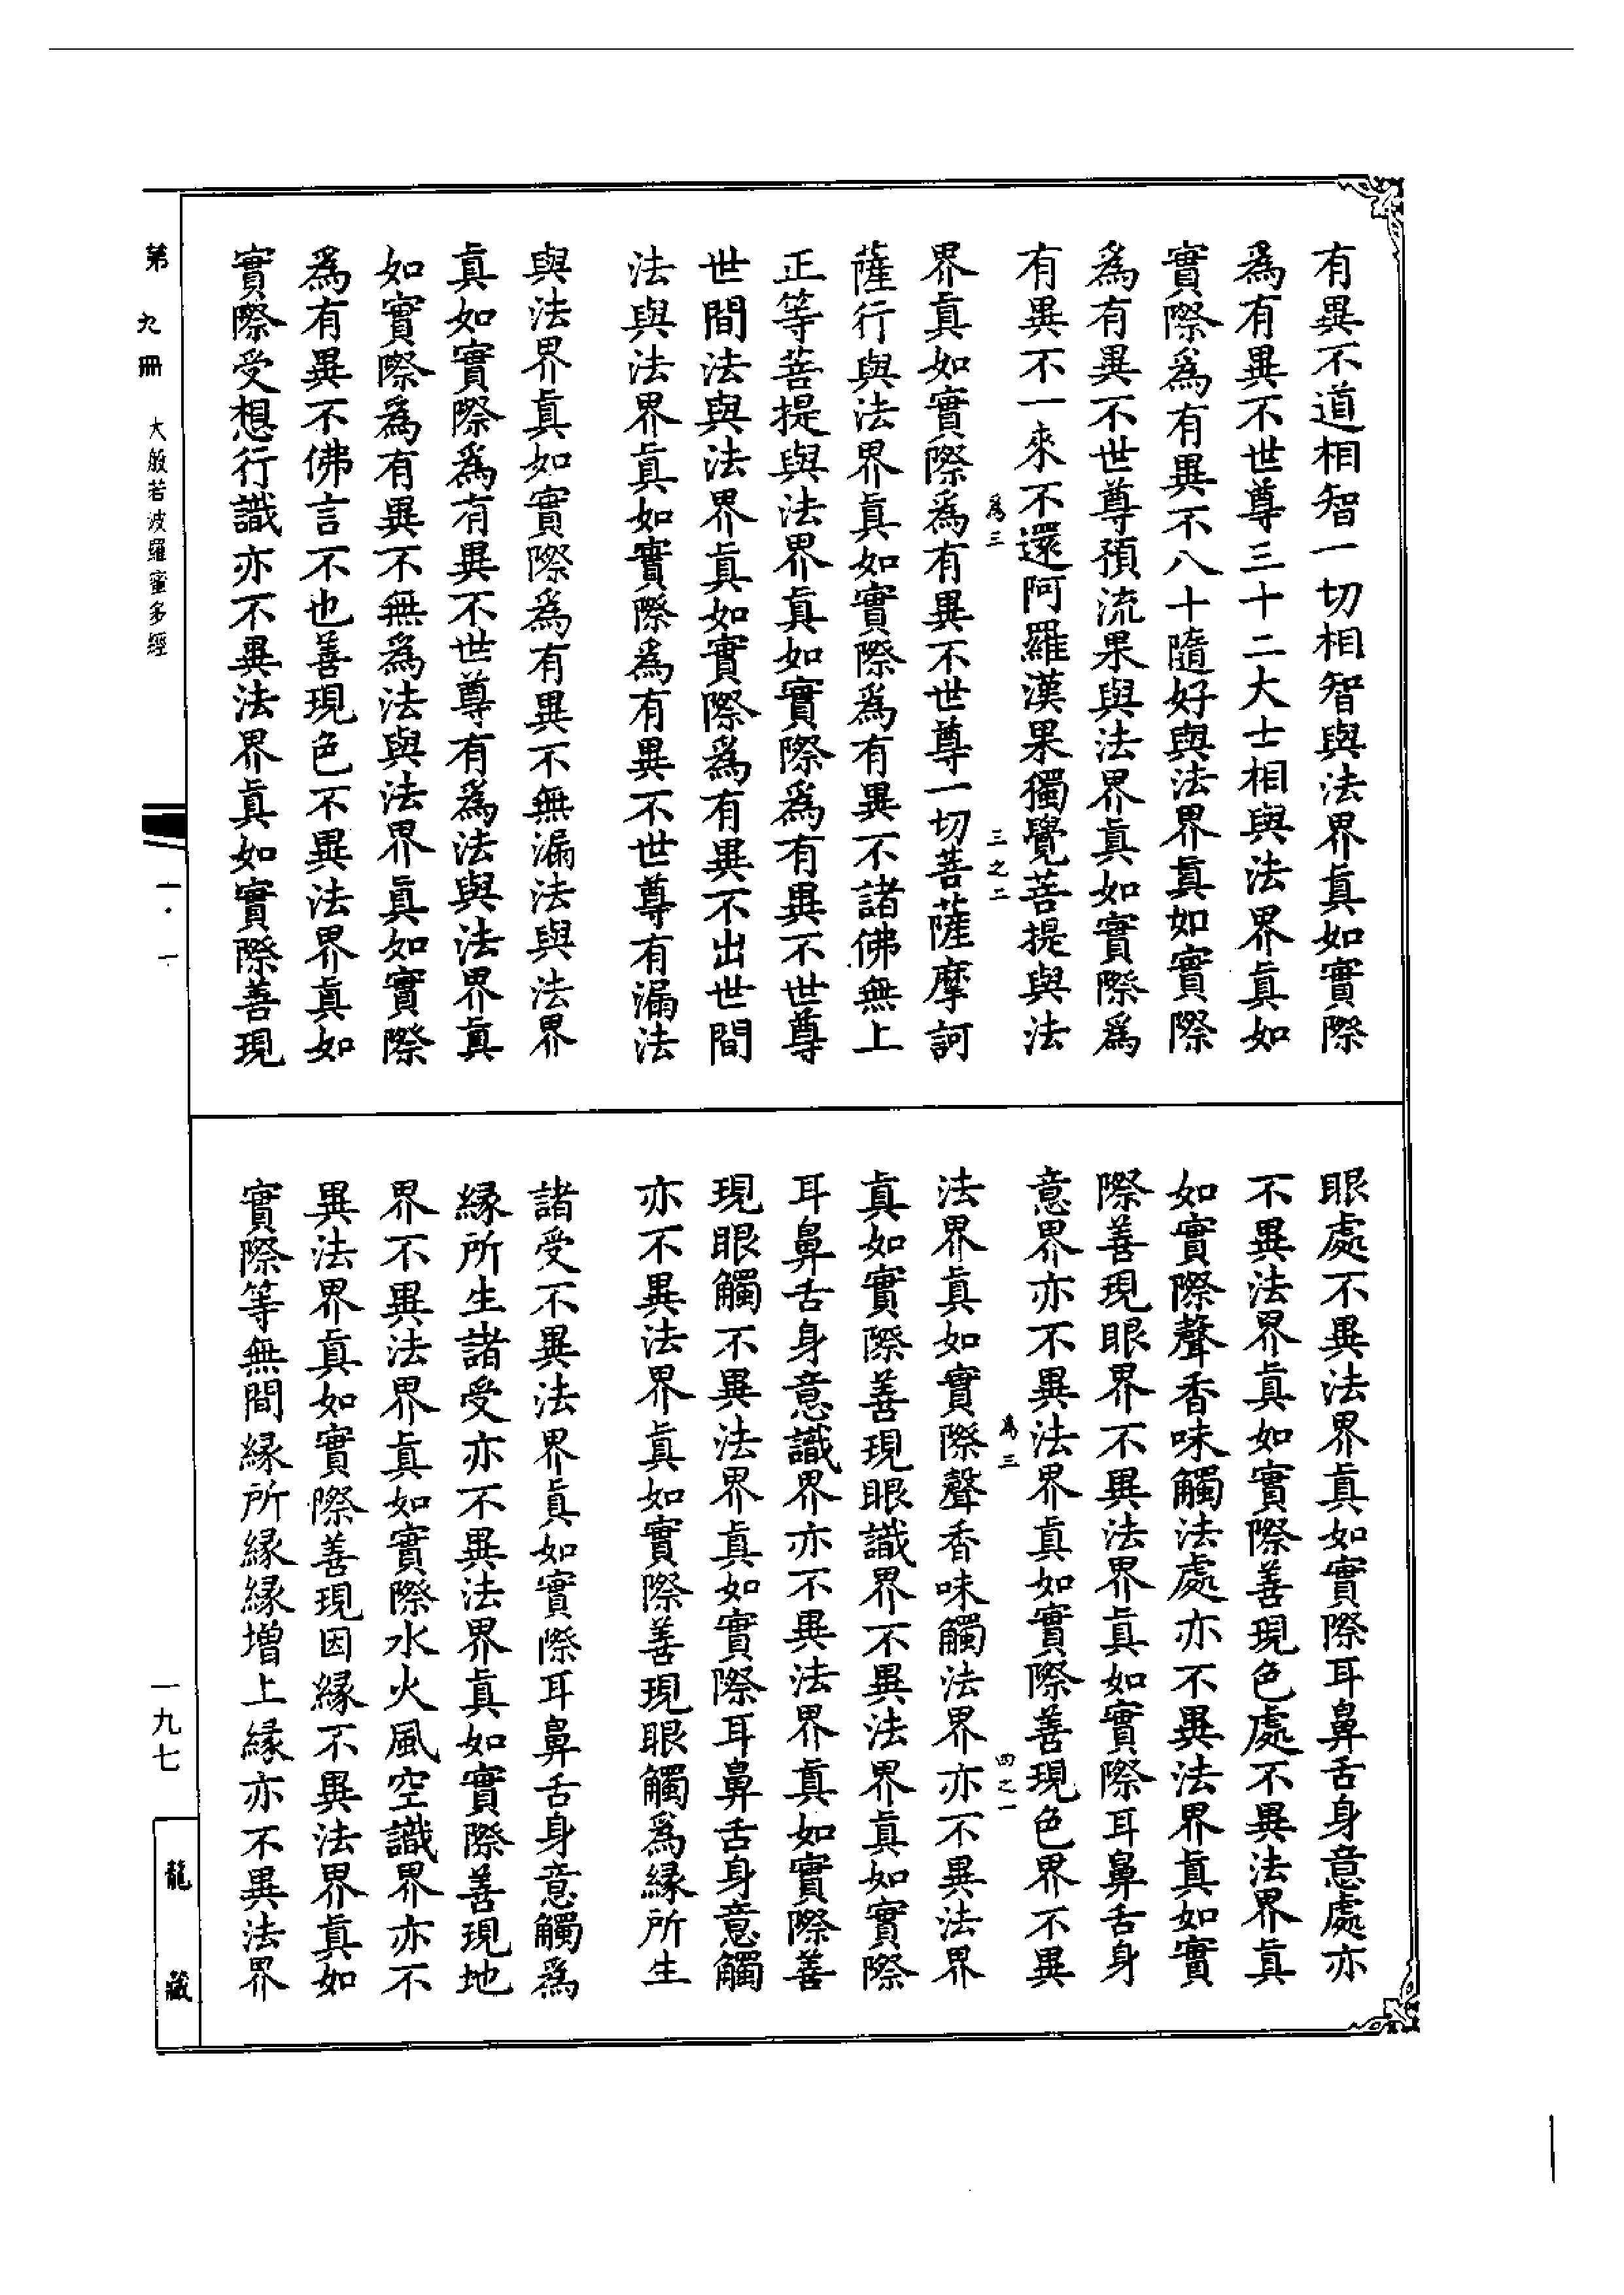 有異不道相智一切相智與法界真如實際
為有異不世尊三十二大士相與法界真如
實際為有異不八十隨好與法界真如實際
為有異不世尊預流果與法界真如實際為
有異不一來不還阿羅漢果獨覺菩提與法
為三
三之二
界真如實際為有異不世尊一切菩薩摩訶
薩行與法界真如實際為有異不諸佛無上
正等菩提與法界真如實際為有異不世尊
世間法與法界真如實際為有異不出世間
法與法界真如實際為有異不世尊有漏法
與法界真如實際為有異不無漏法與法界
真如實際為有異不世尊有為法與法界真
如實際為有異不無為法與法界真如實際
為有異不佛言不也善現色不異法界真如
實際受想行識亦不異法界真如實際善現
眼處不異法界真如實際耳鼻舌身意處亦
不異法界真如實際善現色處不異法界真
如實際聲香味觸法處亦不異法界真如實
際善現眼界不異法界真如實際耳鼻舌身
意界亦不異法界真如實際善現色界不異
為三
四之一
法界真如實際聲香味觸法界亦不異法界
真如實際善現眼識界不異法界真如實際
耳鼻舌身意識界亦不異法界真如實際善
現眼觸不異法界真如實際耳鼻舌身意觸
亦不異法界真如實際善現眼觸為緣所生
諸受不異法界真如實際耳鼻舌身意觸為
緣所生諸受亦不異法界真如實際善現地
界不異法界真如實際水火風空識界亦不
異法界真如實際善現因緣不異法界真如
實際等無間緣所緣緣增上緣亦不異法界
第九冊
大般若波羅蜜多經
一・一
一九七
龍藏